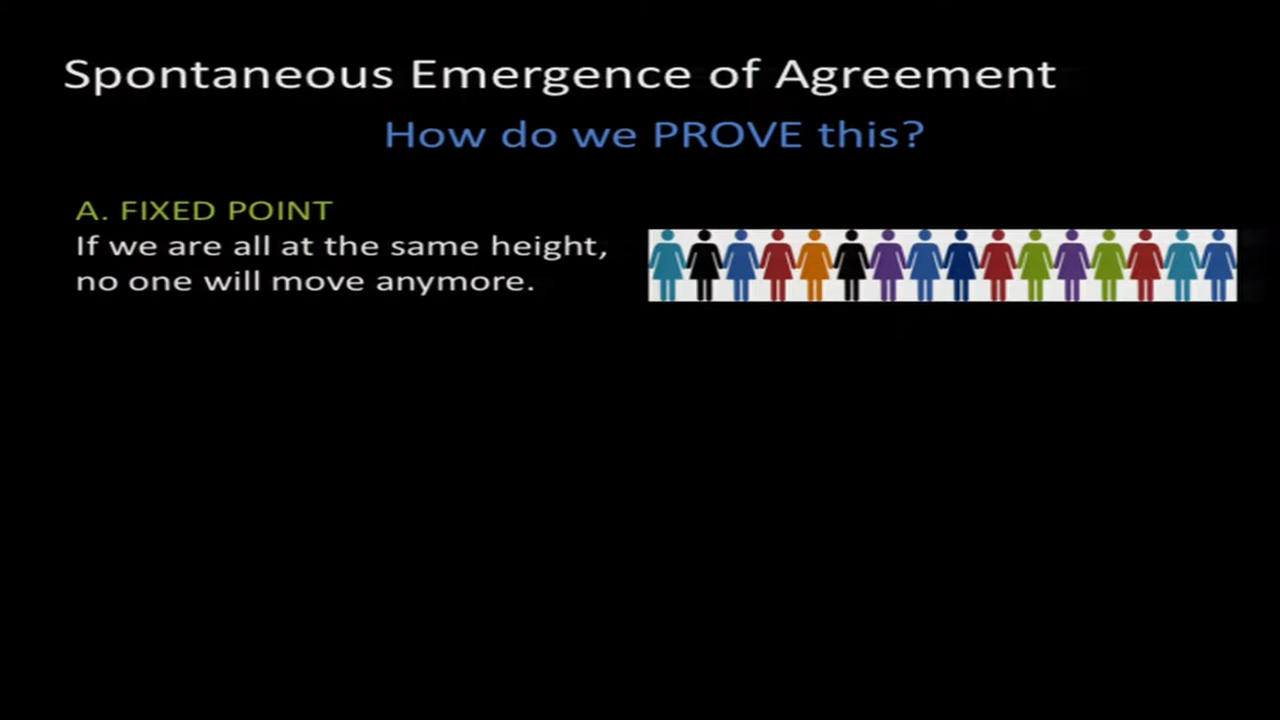 Spontaneous Emergence of Agreement
How do we PROVE this?
A. FIXED POINT
If we are all at the same height,
no one will move anymore.